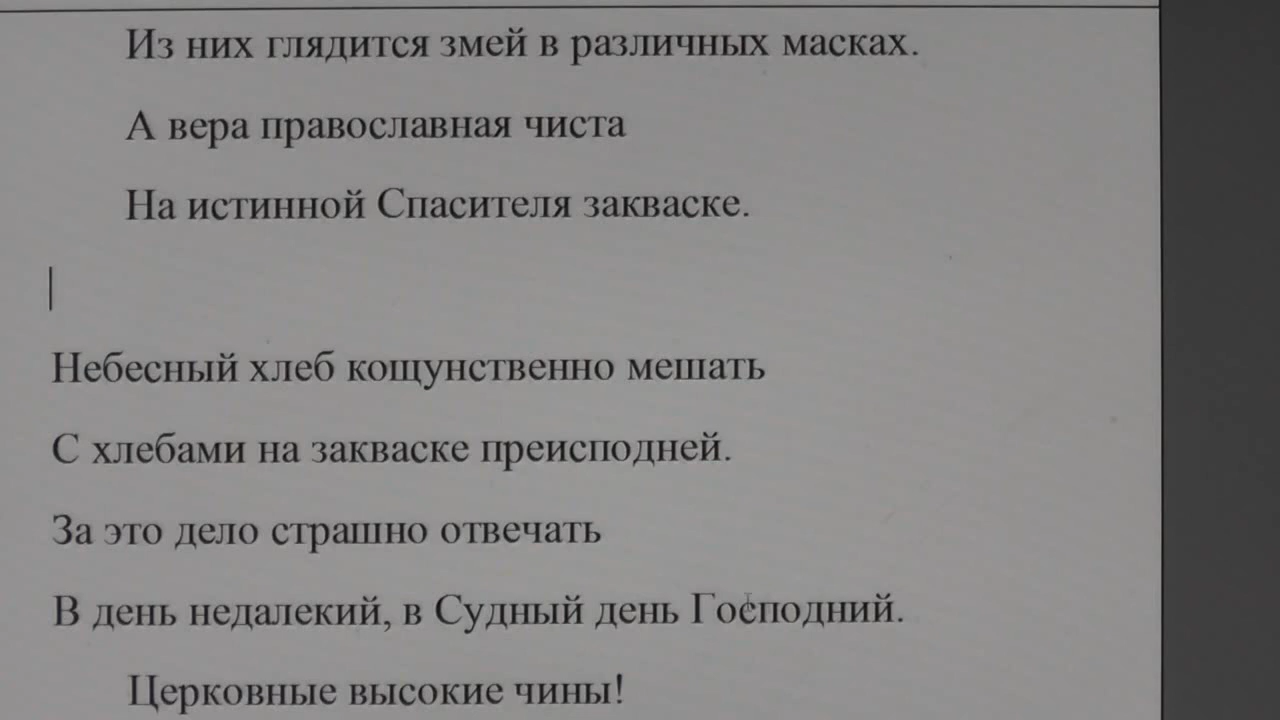 Из них глядится змей в различных масках.
А вера православная чиста
На истинной Спасителя закваске.
Небесный хлеб кощунственно мешать
С хлебами на закваске преисподней.
За это дело страшно отвечать
В день недалекий, в Судный день Господний.
Церковные высокие чины!